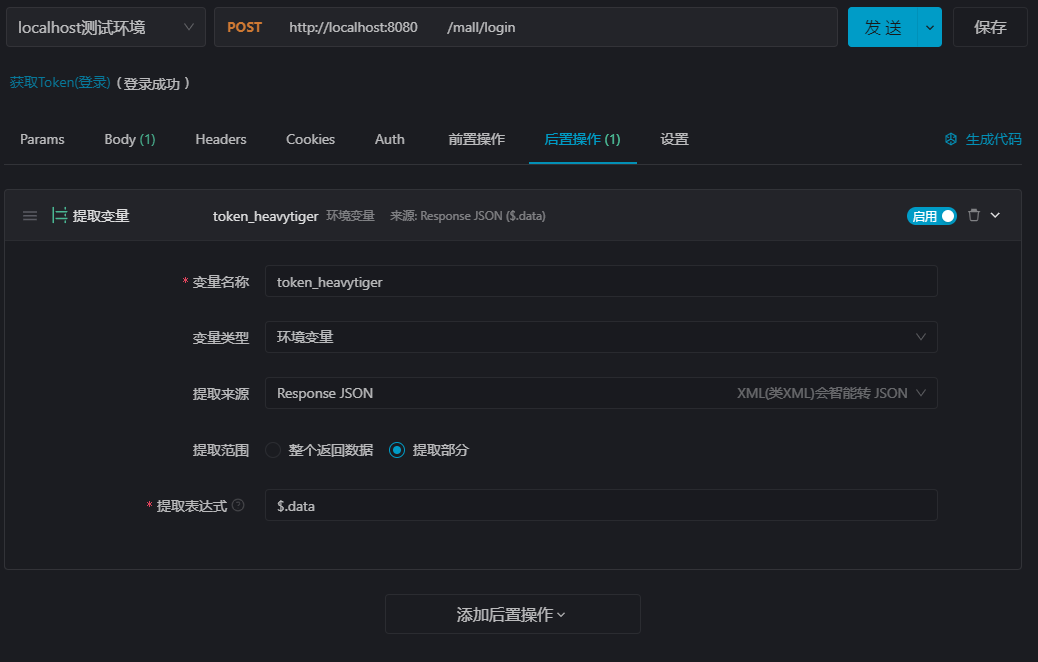 localhost测试环境 POST http://localhost:8080 /mall/login 发 送 保存
获取Token(登录) ( 登录成功 )
Params Body (1) Headers Cookies Auth 前置操作 后置操作 (1) 设置 生成代码
提取变量 token_heavytiger 环境变量 来源: Response JSON ($.data) 启用
* 变量名称 token_heavytiger
变量类型 环境变量
提取来源 Response JSON XML(类XML)会智能转 JSON
提取范围 整个返回数据 提取部分
* 提取表达式 ? $.data
添加后置操作